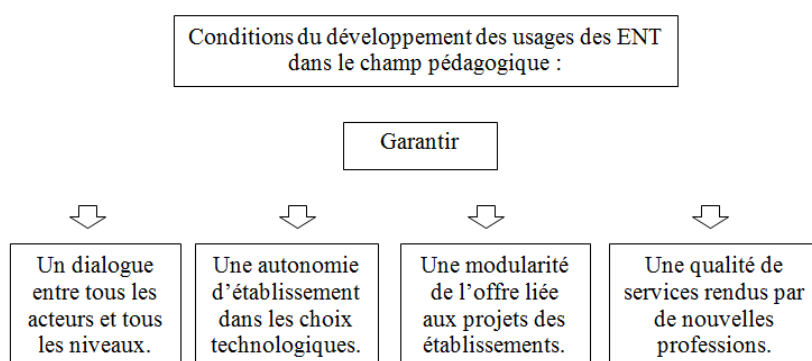 Conditions du développement des usages des ENT
dans le champ pédagogique :
Garantir
Un dialogue
entre tous les
acteurs et tous
les niveaux.
Une autonomie
d'établissement
dans les choix
technologiques.
Une modularité
de l'offre liée
aux projets des
établissements.
Une qualité de
services rendus par
de nouvelles
professions.